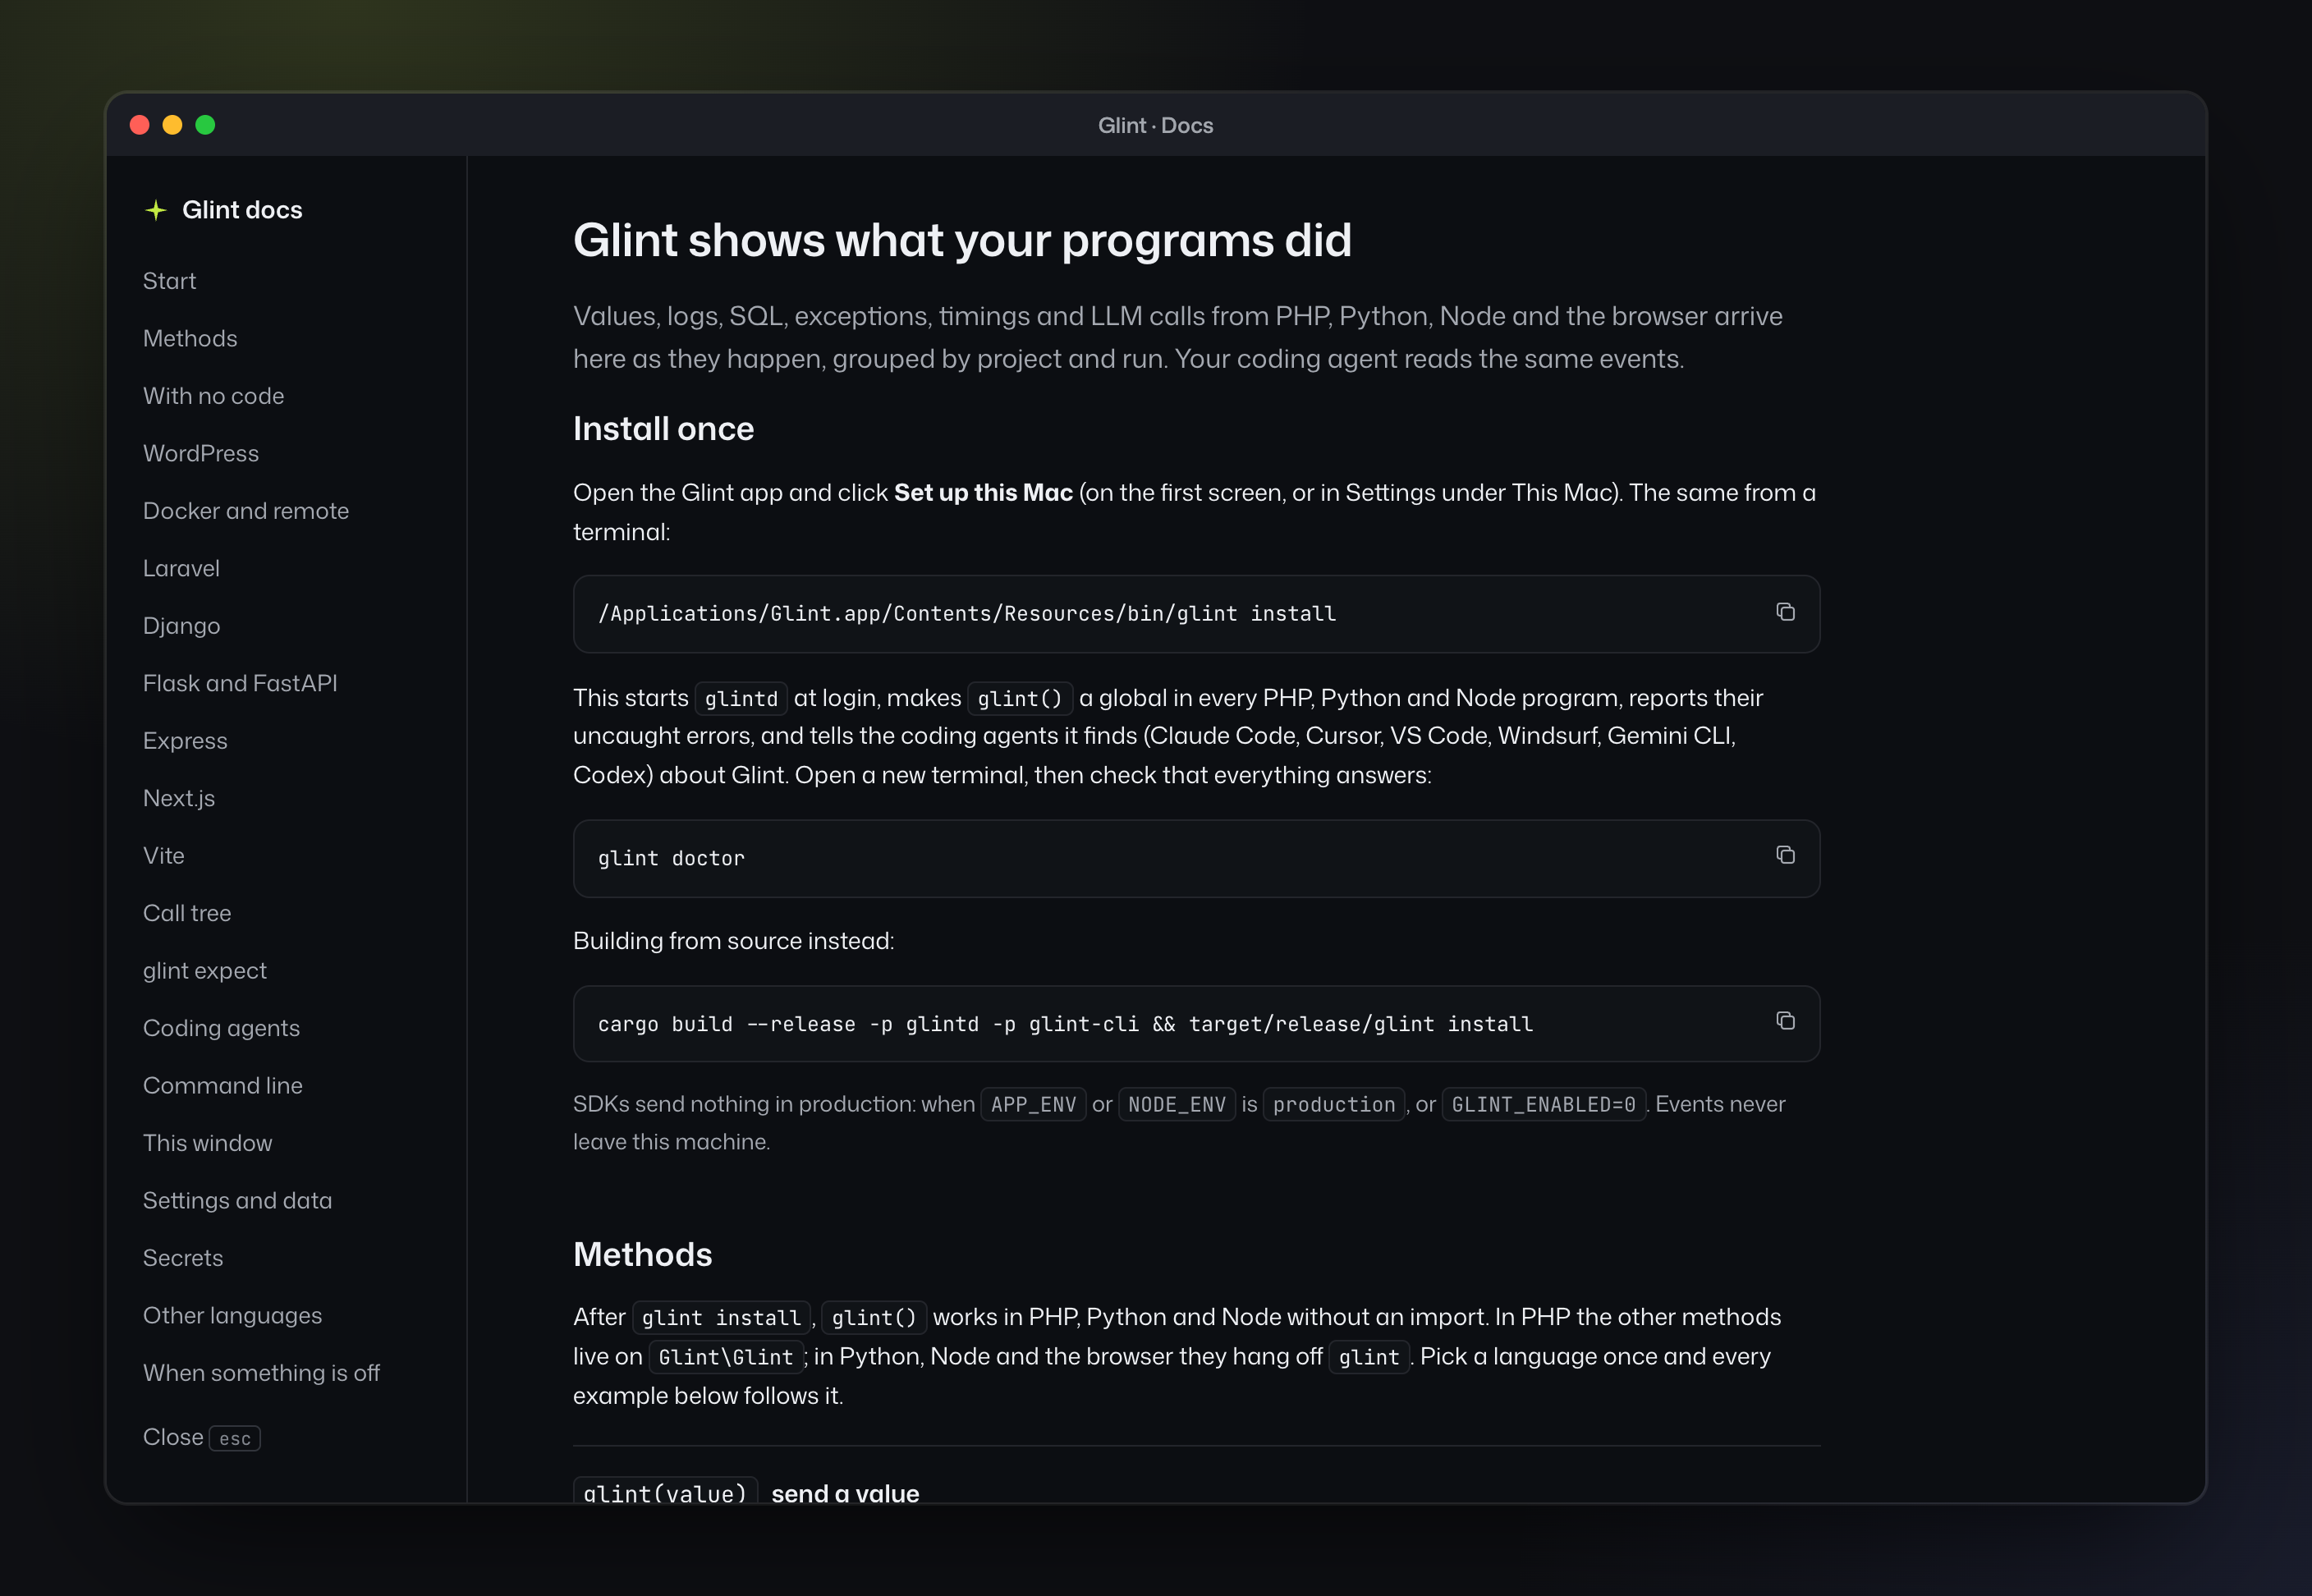 Glint · Docs
Glint docs
Start
Methods
With no code
WordPress
Docker and remote
Laravel
Django
Flask and FastAPI
Express
Next.js
Vite
Call tree
glint expect
Coding agents
Command line
This window
Settings and data
Secrets
Other languages
When something is off
Close esc
Glint shows what your programs did
Values, logs, SQL, exceptions, timings and LLM calls from PHP, Python, Node and the browser arrive
here as they happen, grouped by project and run. Your coding agent reads the same events.
Install once
Open the Glint app and click Set up this Mac (on the first screen, or in Settings under This Mac). The same from a
terminal:
/Applications/Glint.app/Contents/Resources/bin/glint install
This starts glintd at login, makes glint() a global in every PHP, Python and Node program, reports their
uncaught errors, and tells the coding agents it finds (Claude Code, Cursor, VS Code, Windsurf, Gemini CLI,
Codex) about Glint. Open a new terminal, then check that everything answers:
glint doctor
Building from source instead:
cargo build --release -p glintd -p glint-cli && target/release/glint install
SDKs send nothing in production: when APP_ENV or NODE_ENV is production, or GLINT_ENABLED=0. Events never
leave this machine.
Methods
After glint install, glint() works in PHP, Python and Node without an import. In PHP the other methods
live on Glint\Glint; in Python, Node and the browser they hang off glint. Pick a language once and every
example below follows it.
glint(value) send a value